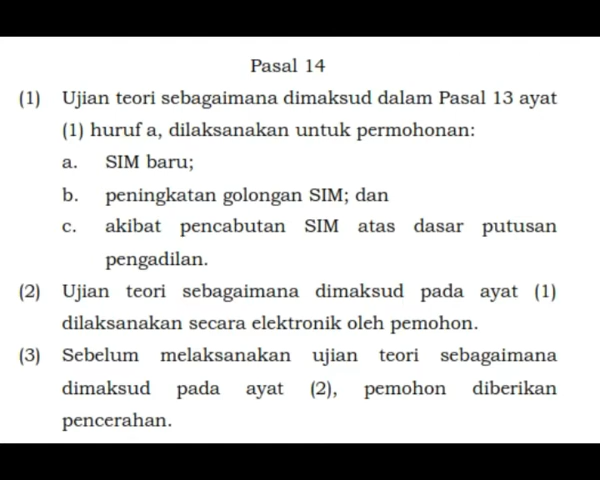 Pasal 14
(1) Ujian teori sebagaimana dimaksud dalam Pasal 13 ayat
(1) huruf a, dilaksanakan untuk permohonan:
a. SIM baru;
b. peningkatan golongan SIM; dan
c. akibat pencabutan SIM atas dasar putusan
pengadilan.
(2) Ujian teori sebagaimana dimaksud pada ayat (1)
dilaksanakan secara elektronik oleh pemohon.
(3) Sebelum melaksanakan ujian teori sebagaimana
dimaksud pada ayat (2), pemohon diberikan
pencerahan.